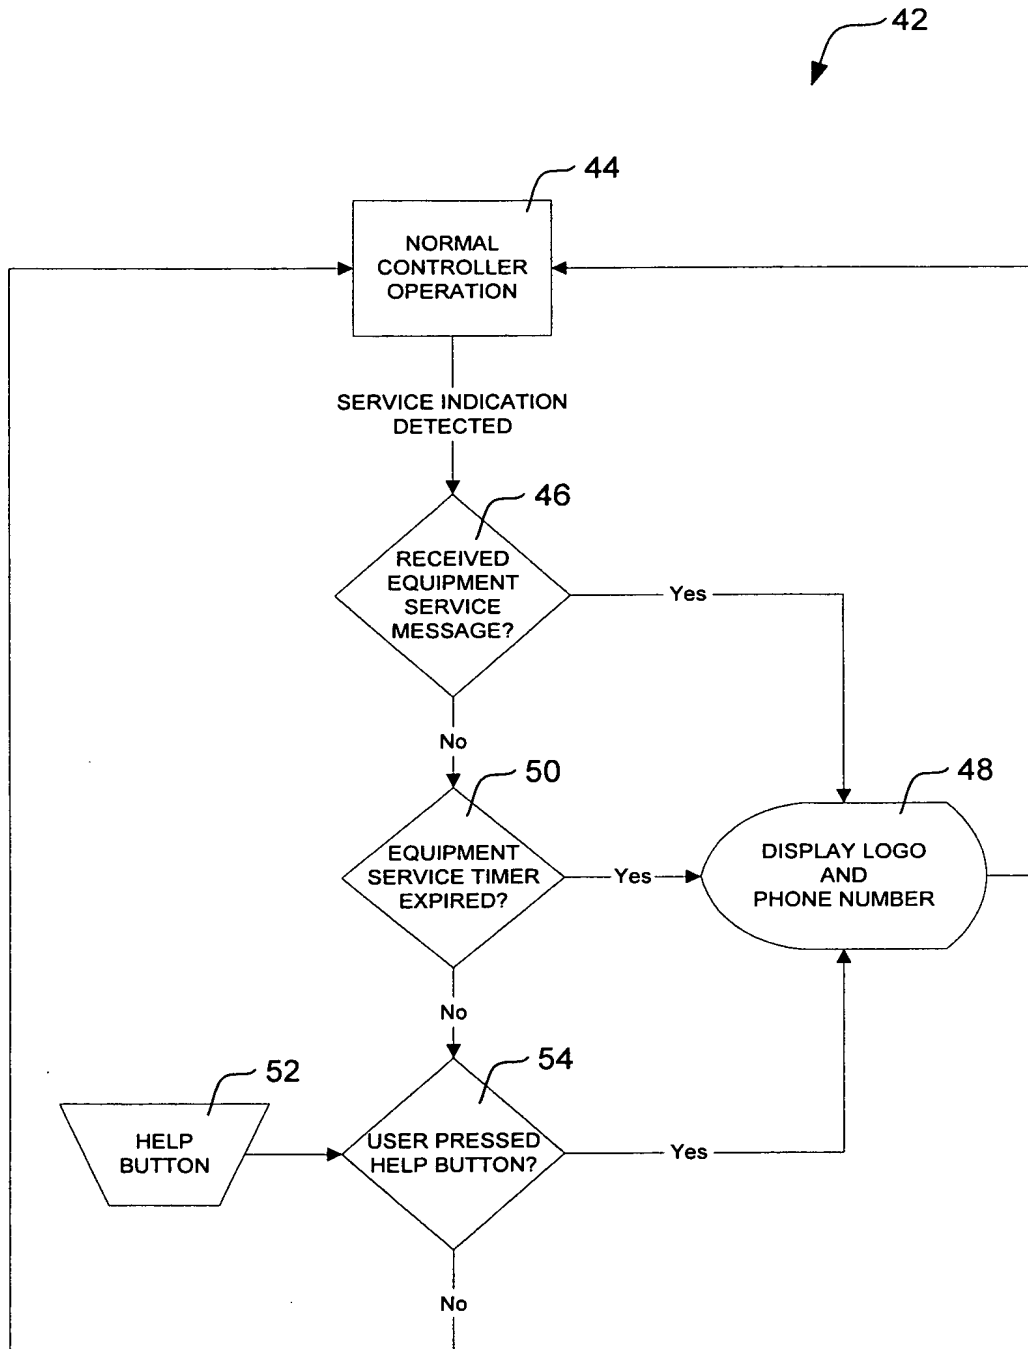 42
44
NORMAL
CONTROLLER
OPERATION
SERVICE INDICATION
DETECTED
46
RECEIVED
EQUIPMENT
SERVICE
MESSAGE?
Yes
No
50
48
EQUIPMENT
SERVICE TIMER
EXPIRED?
Yes
DISPLAY LOGO
AND
PHONE NUMBER
No
52
54
HELP
BUTTON
USER PRESSED
HELP BUTTON?
Yes
No